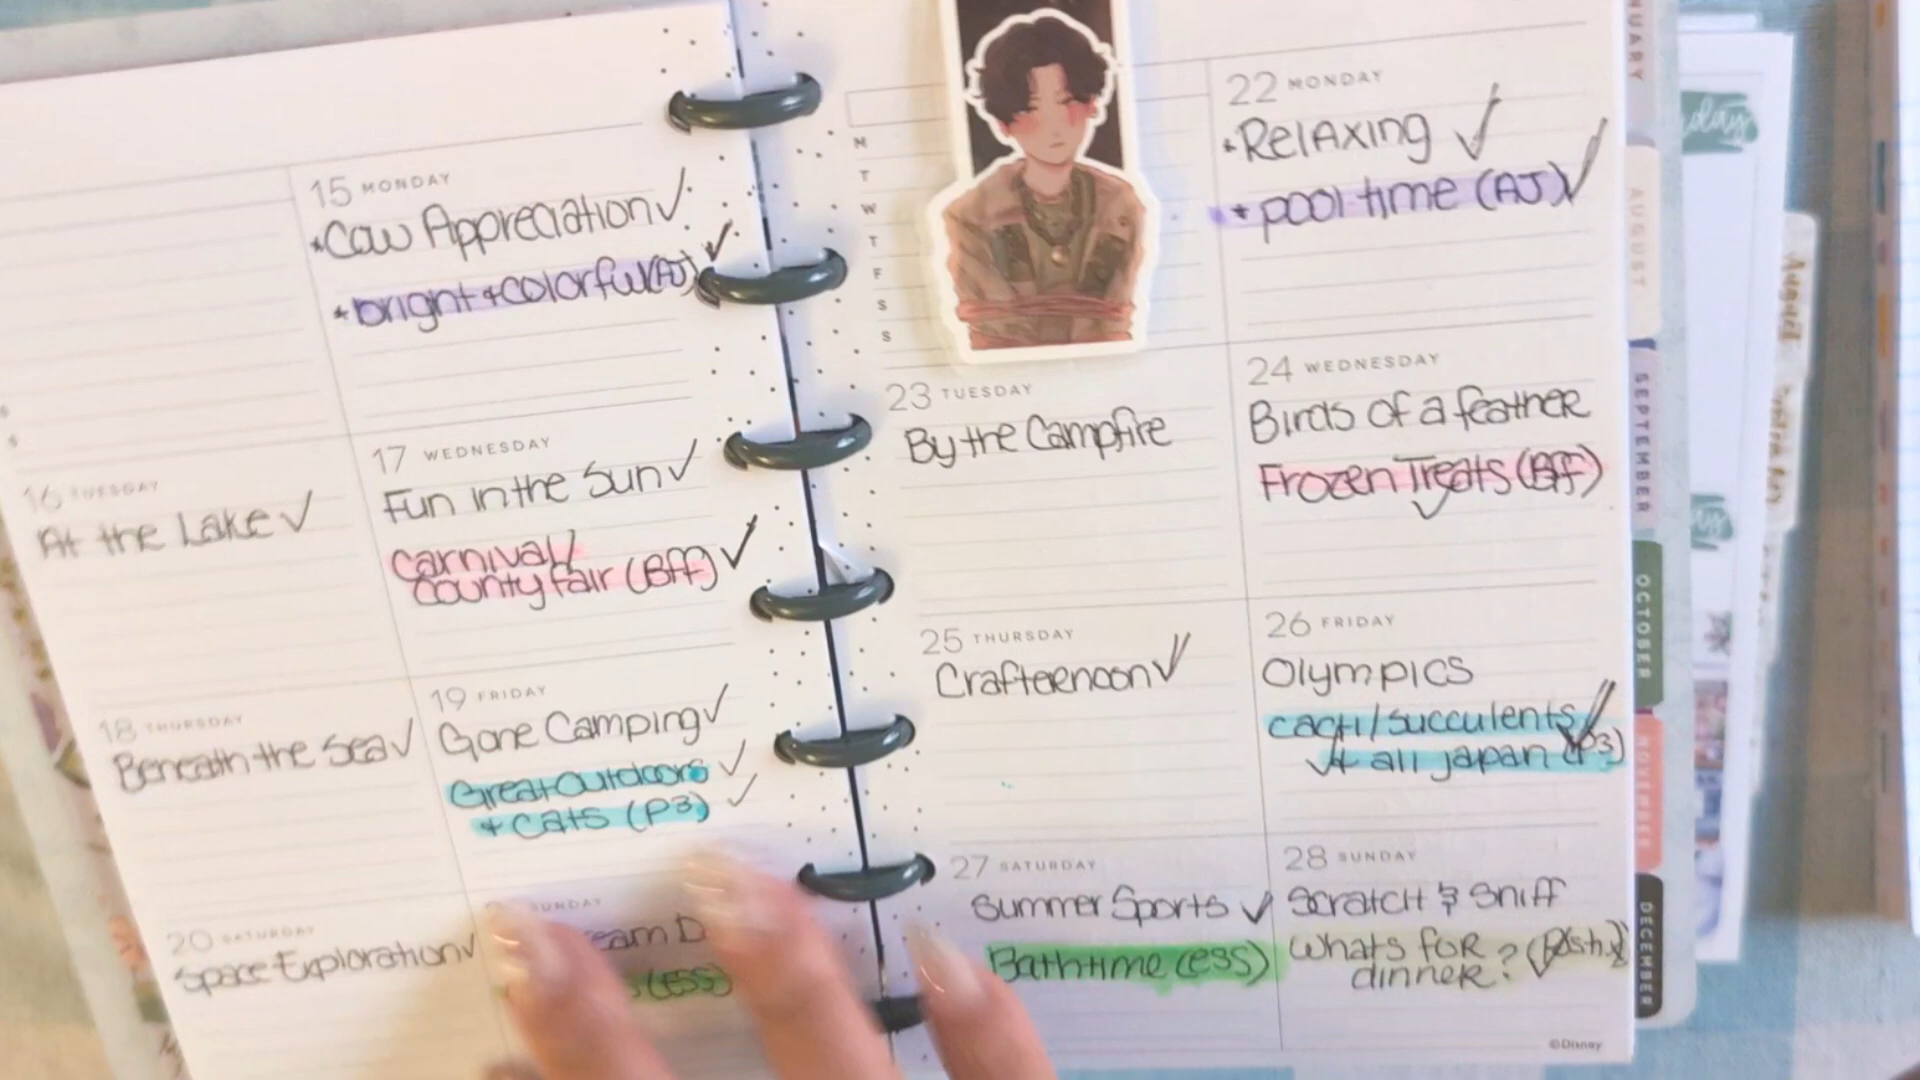 15 MONDAY
*Cow Appreciation✓
*bright + colorful (AJ) ✓
16 TUESDAY
At the Lake ✓
17 WEDNESDAY
Fun in the Sun ✓
Carnival/
County fair (Bff) ✓
18 THURSDAY
Beneath the Sea ✓
19 FRIDAY
Gone Camping ✓
Great Outdoors ✓
+ Cats (P3) ✓
20 SATURDAY
Space Exploration ✓
SUNDAY
(ESS)
M
T
W
T
F
S
S
22 MONDAY
*Relaxing ✓
*pool time (AJ) ✓
23 TUESDAY
By the Campfire
24 WEDNESDAY
Birds of a feather
Frozen Treats (Bff)
✓
25 THURSDAY
Crafternoon ✓
26 FRIDAY
Olympics
cacti/succulents ✓
✓+ all japan (P3)
27 SATURDAY
Summer Sports ✓
Bathtime (ESS)
28 SUNDAY
Scratch & Sniff
Whats for
dinner?
©Disney
AUGUST
SEPTEMBER
OCTOBER
NOVEMBER
DECEMBER